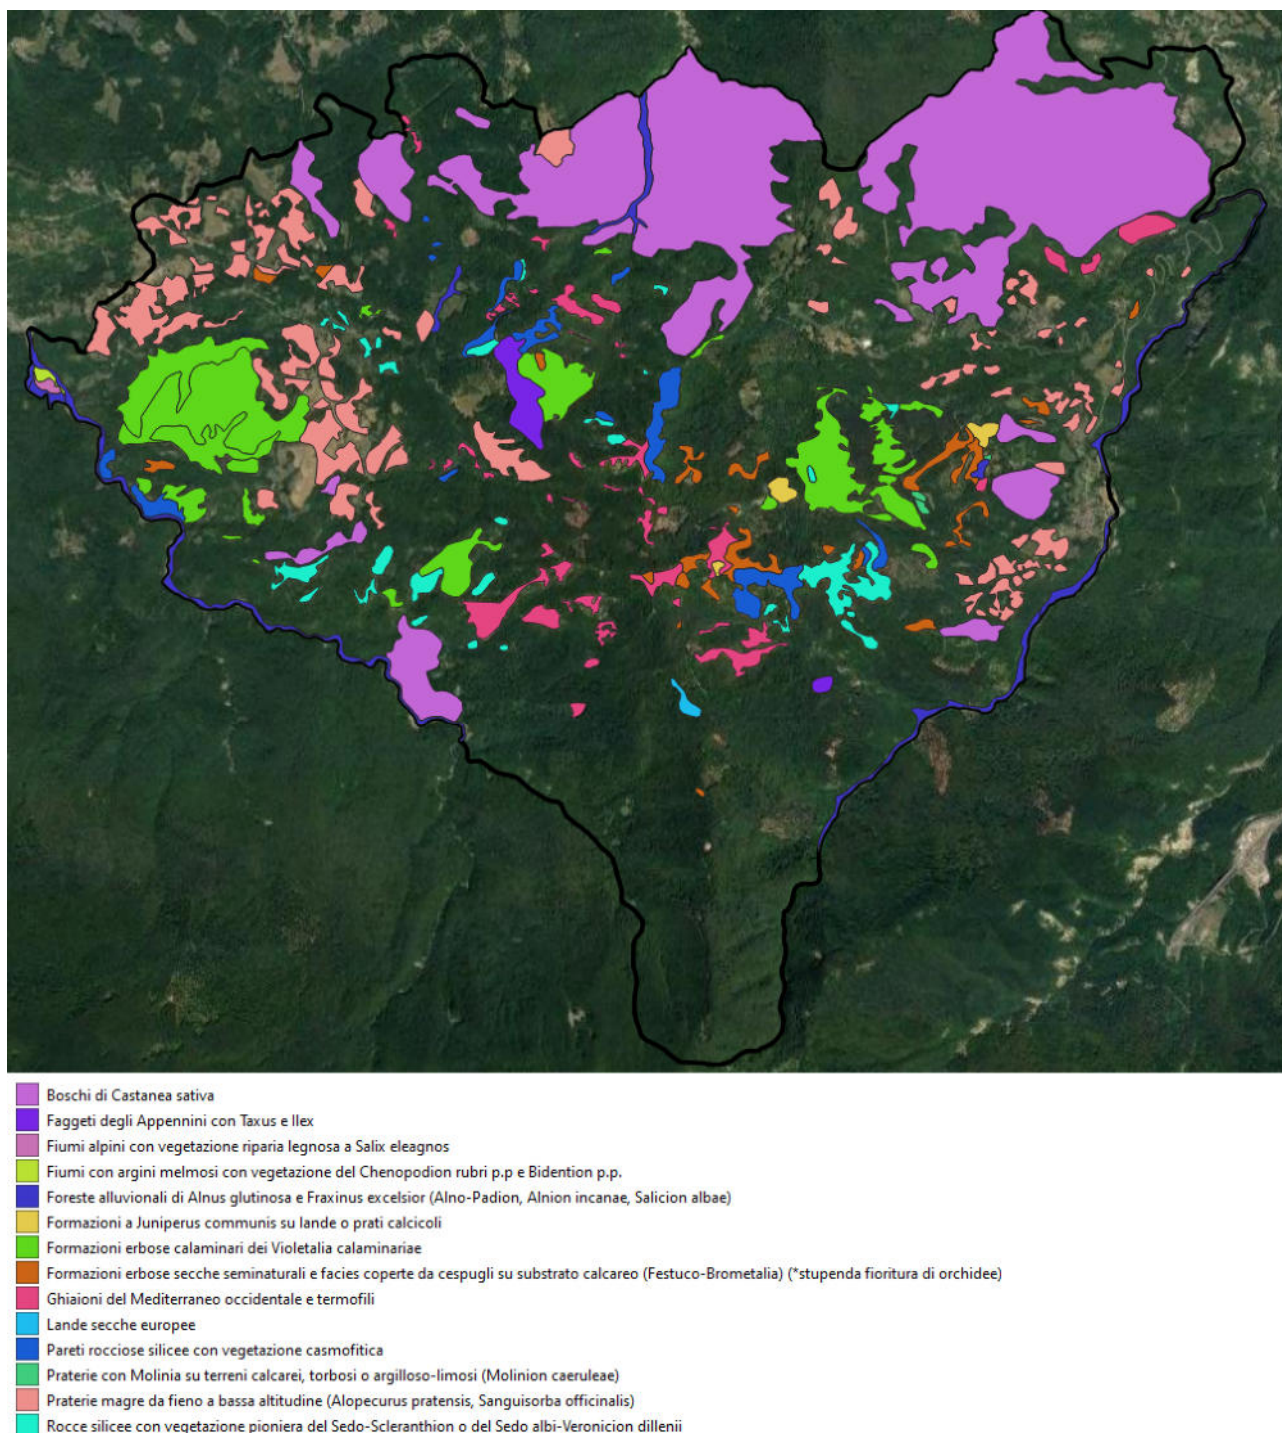 Boschi di Castanea sativa
Faggeti degli Appennini con Taxus e Ilex
Fiumi alpini con vegetazione riparia legnosa a Salix eleagnos
Fiumi con argini melmosi con vegetazione del Chenopodion rubri p.p e Bidention p.p.
Foreste alluvionali di Alnus glutinosa e Fraxinus excelsior (Alno-Padion, Alnion incanae, Salicion albae)
Formazioni a Juniperus communis su lande o prati calcicoli
Formazioni erbose calaminari dei Violetalia calaminariae
Formazioni erbose secche seminaturali e facies coperte da cespugli su substrato calcareo (Festuco-Brometalia) (*stupenda fioritura di orchidee)
Ghiaioni del Mediterraneo occidentale e termofili
Lande secche europee
Pareti rocciose silicee con vegetazione casmofitica
Praterie con Molinia su terreni calcarei, torbosi o argilloso-limosi (Molinion caeruleae)
Praterie magre da fieno a bassa altitudine (Alopecurus pratensis, Sanguisorba officinalis)
Rocce silicee con vegetazione pioniera del Sedo-Scleranthion o del Sedo albi-Veronicion dillenii